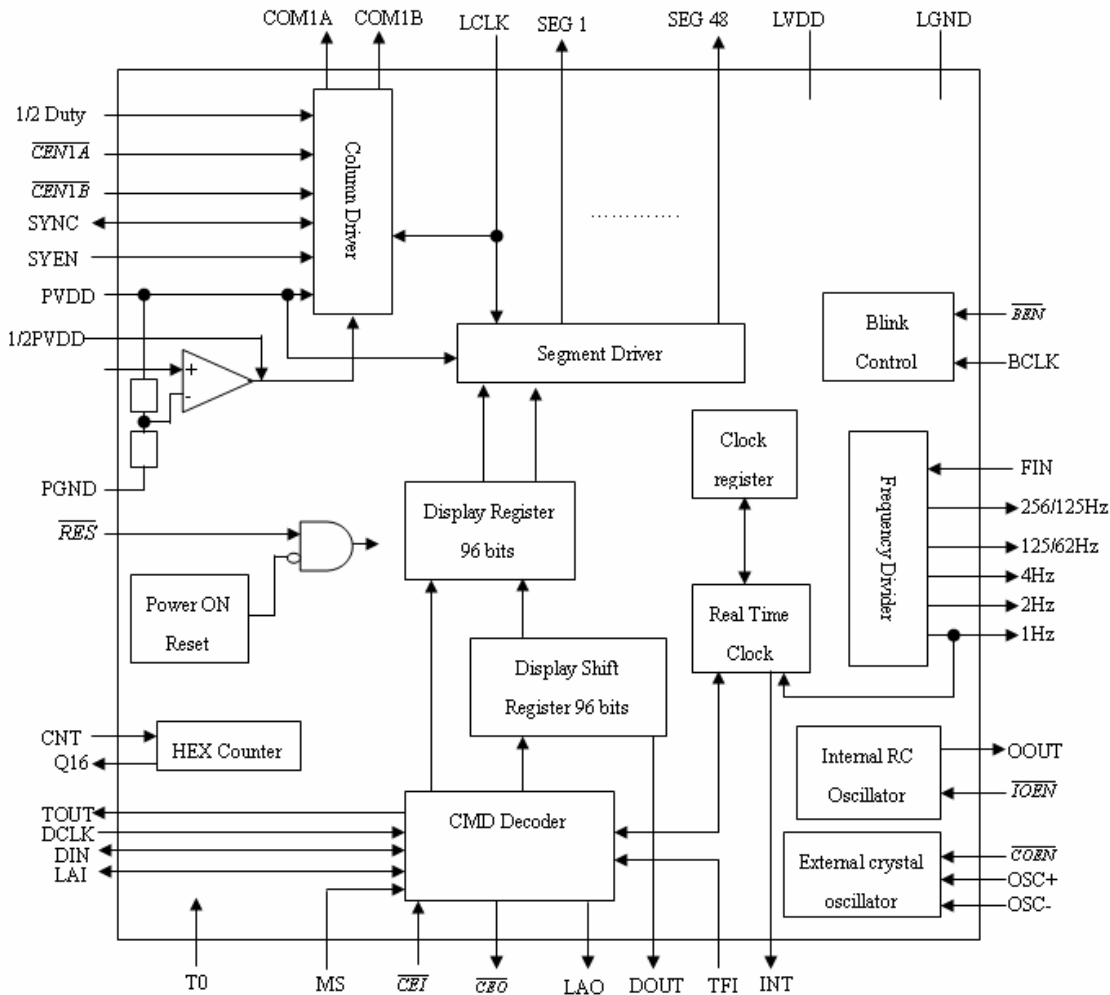 COM1A
COM1B
LCLK
SEG 1
SEG 48
LVDD
LGND
1/2 Duty
CEN1A
CEN1B
SYNC
SYEN
PVDD
1/2PVDD
PGND
RES
Column Driver
+
-
.............
Segment Driver
Blink
Control
BEN
BCLK
Clock
register
Frequency Divider
FIN
256/125Hz
125/62Hz
4Hz
2Hz
1Hz
Display Register
96 bits
Power ON
Reset
Real Time
Clock
Display Shift
Register 96 bits
CNT
Q16
HEX Counter
Internal RC
Oscillator
OOUT
IOEN
TOUT
DCLK
DIN
LAI
CMD Decoder
External crystal
oscillator
COEN
OSC+
OSC-
T0
MS
CEI
CEO
LAO
DOUT
TFI
INT